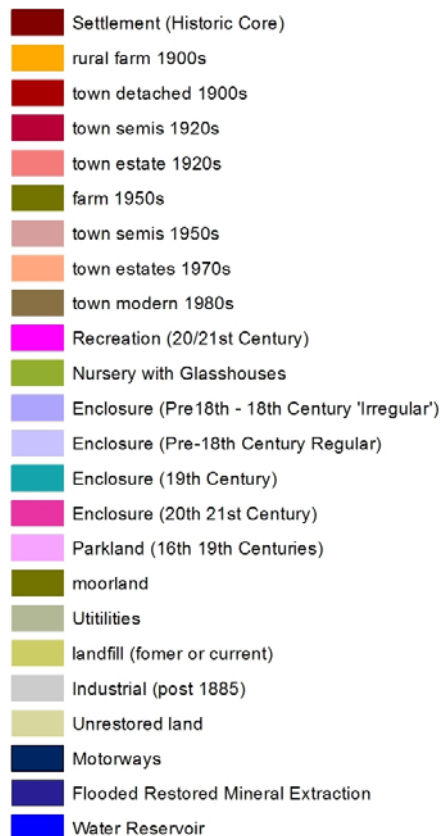 Settlement (Historic Core)
rural farm 1900s
town detached 1900s
town semis 1920s
town estate 1920s
farm 1950s
town semis 1950s
town estates 1970s
town modern 1980s
Recreation (20/21st Century)
Nursery with Glasshouses
Enclosure (Pre18th - 18th Century 'Irregular')
Enclosure (Pre-18th Century Regular)
Enclosure (19th Century)
Enclosure (20th 21st Century)
Parkland (16th 19th Centuries)
moorland
Utitilities
landfill (fomer or current)
Industrial (post 1885)
Unrestored land
Motorways
Flooded Restored Mineral Extraction
Water Reservoir